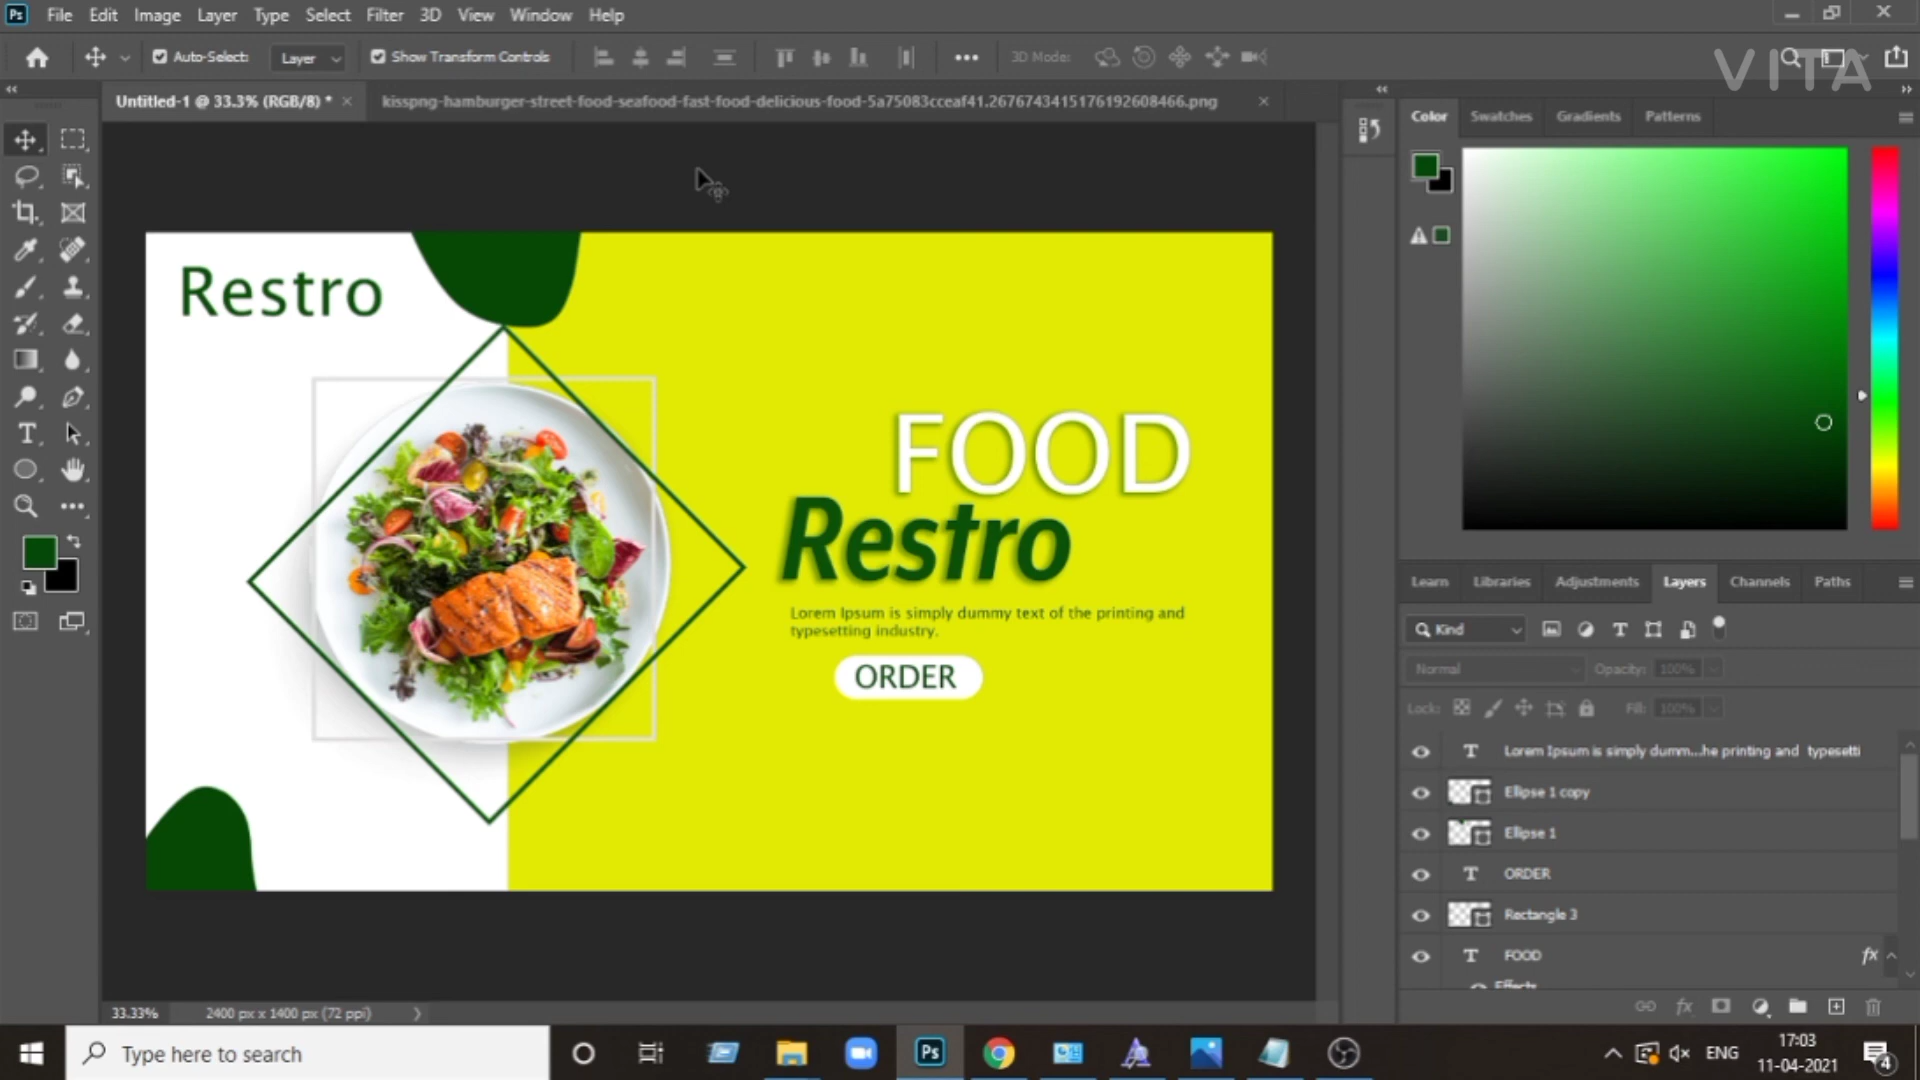 Ps File Edit Image Layer Type Select Filter 3D View Window Help
Auto-Select: Layer Show Transform Controls 3D Mode:
VITA
Untitled-1 @ 33.3% (RGB/8) * × kisspng-hamburger-street-food-seafood-fast-food-delicious-food-5a75083cceaf41.2676743415176192608466.png ×
Color Swatches Gradients Patterns
Restro
FOOD
Restro
Lorem Ipsum is simply dummy text of the printing and
typesetting industry.
ORDER
Learn Libraries Adjustments Layers Channels Paths
Kind
Normal Opacity: 100%
Lock: Fill: 100%
Lorem Ipsum is simply dumm...he printing and typesetti
Ellipse 1 copy
Ellipse 1
ORDER
Rectangle 3
FOOD fx
Effects
33.33% 2400 px x 1400 px (72 ppi)
Type here to search
Ps
ENG
17:03
11-04-2021
4